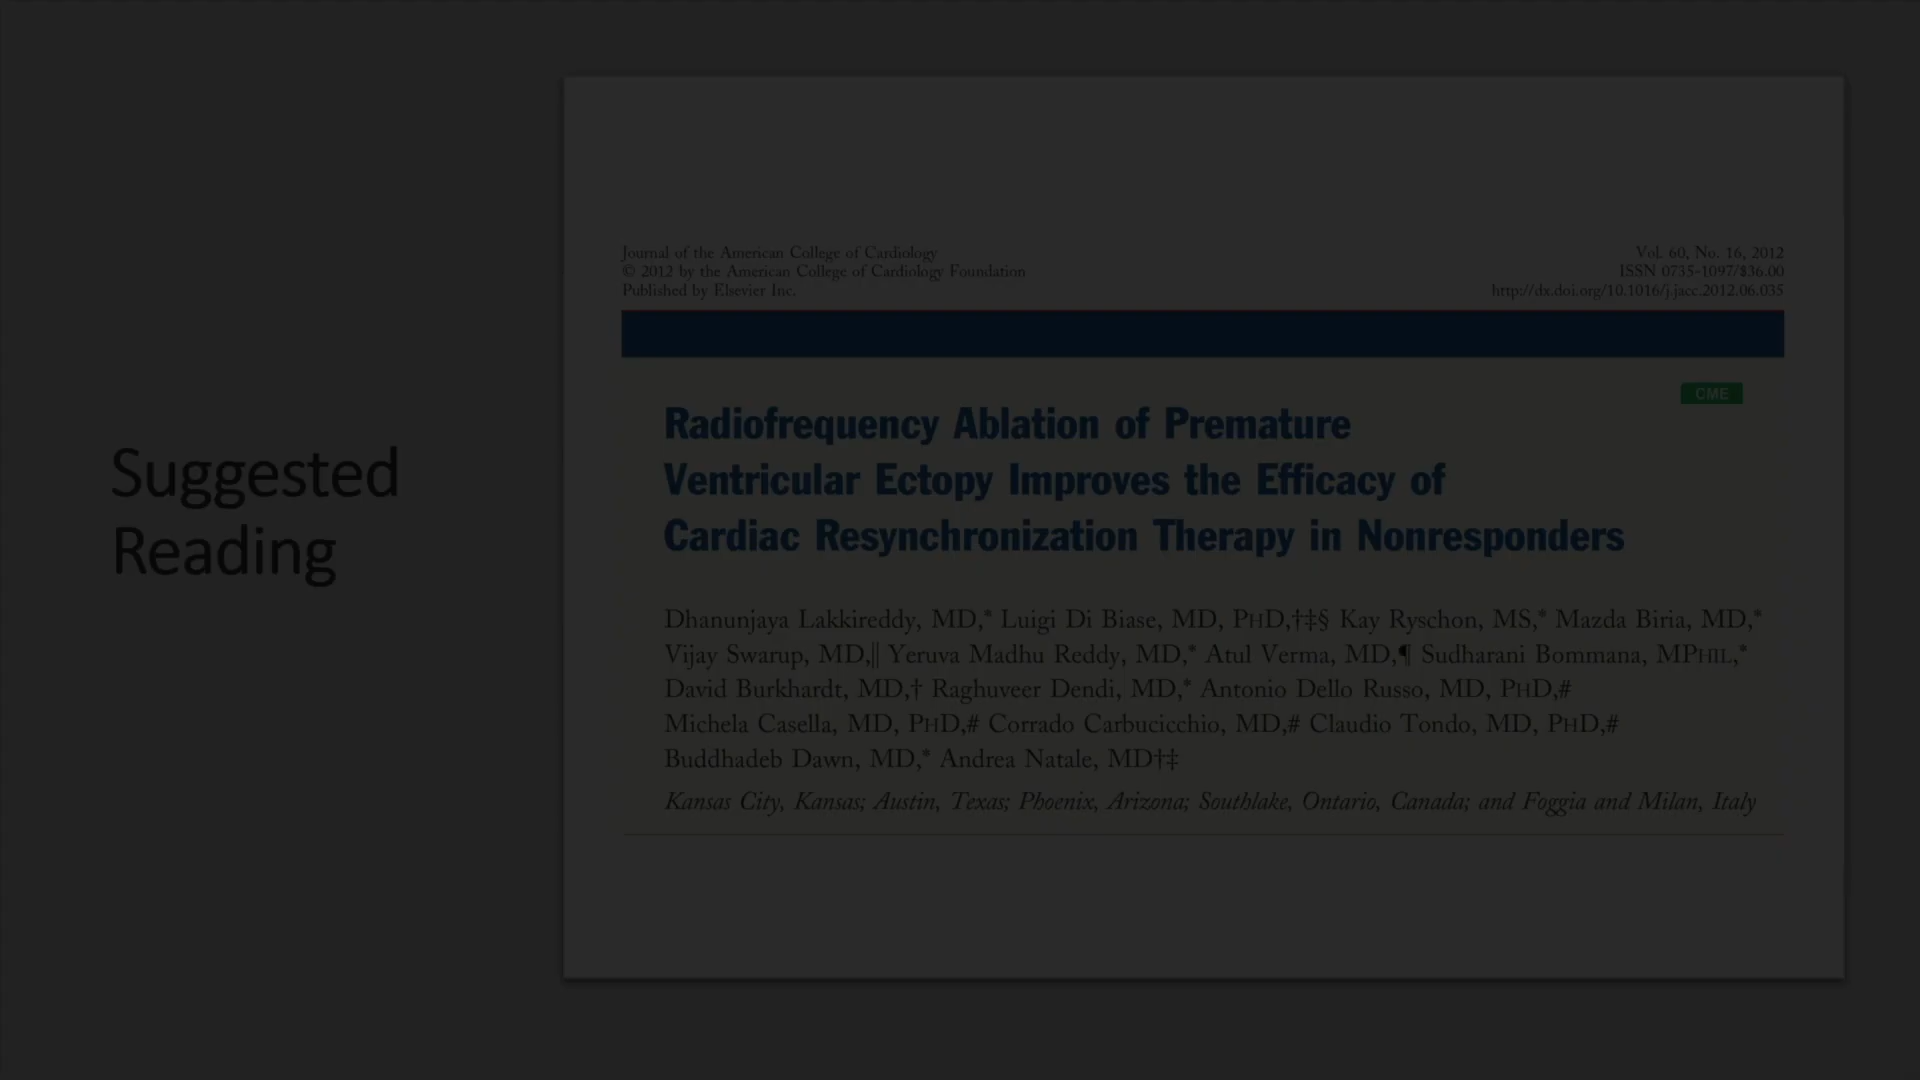 Suggested
Reading
Journal of the American College of Cardiology
© 2012 by the American College of Cardiology Foundation
Published by Elsevier Inc.
Vol. 60, No. 16, 2012
ISSN 0735-1097/$36.00
http://dx.doi.org/10.1016/j.jacc.2012.06.035
CME
Radiofrequency Ablation of Premature
Ventricular Ectopy Improves the Efficacy of
Cardiac Resynchronization Therapy in Nonresponders
Dhanunjaya Lakkireddy, MD,* Luigi Di Biase, MD, PHD,†‡§ Kay Ryschon, MS,* Mazda Biria, MD,*
Vijay Swarup, MD,|| Yeruva Madhu Reddy, MD,* Atul Verma, MD,¶ Sudharani Bommana, MPHIL,*
David Burkhardt, MD,† Raghuveer Dendi, MD,* Antonio Dello Russo, MD, PHD,#
Michela Casella, MD, PHD,# Corrado Carbucicchio, MD,# Claudio Tondo, MD, PHD,#
Buddhadeb Dawn, MD,* Andrea Natale, MD†‡
Kansas City, Kansas; Austin, Texas; Phoenix, Arizona; Southlake, Ontario, Canada; and Foggia and Milan, Italy